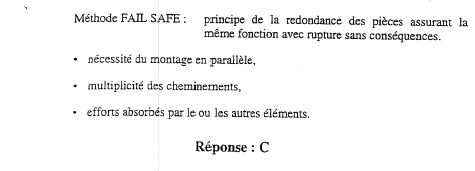 Méthode FAIL SAFE : principe de la redondance des pièces assurant la
même fonction avec rupture sans conséquences.
• nécessité du montage en parallèle,
• multiplicité des cheminements,
• efforts absorbés par le ou les autres éléments.
Réponse : C